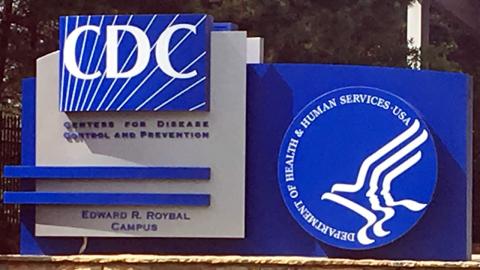 CDC
CENTERS FOR DISEASE
CONTROL AND PREVENTION
EDWARD R. ROYBAL
CAMPUS
DEPARTMENT OF HEALTH & HUMAN SERVICES·USA